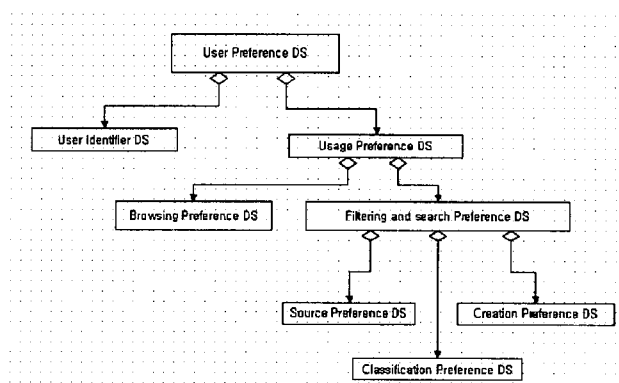 User Preference DS
User Identifier DS
Usage Preference DS
Browsing Preference DS
Filtering and search Preference DS
Source Preference DS
Creation Preference DS
Classification Preference DS